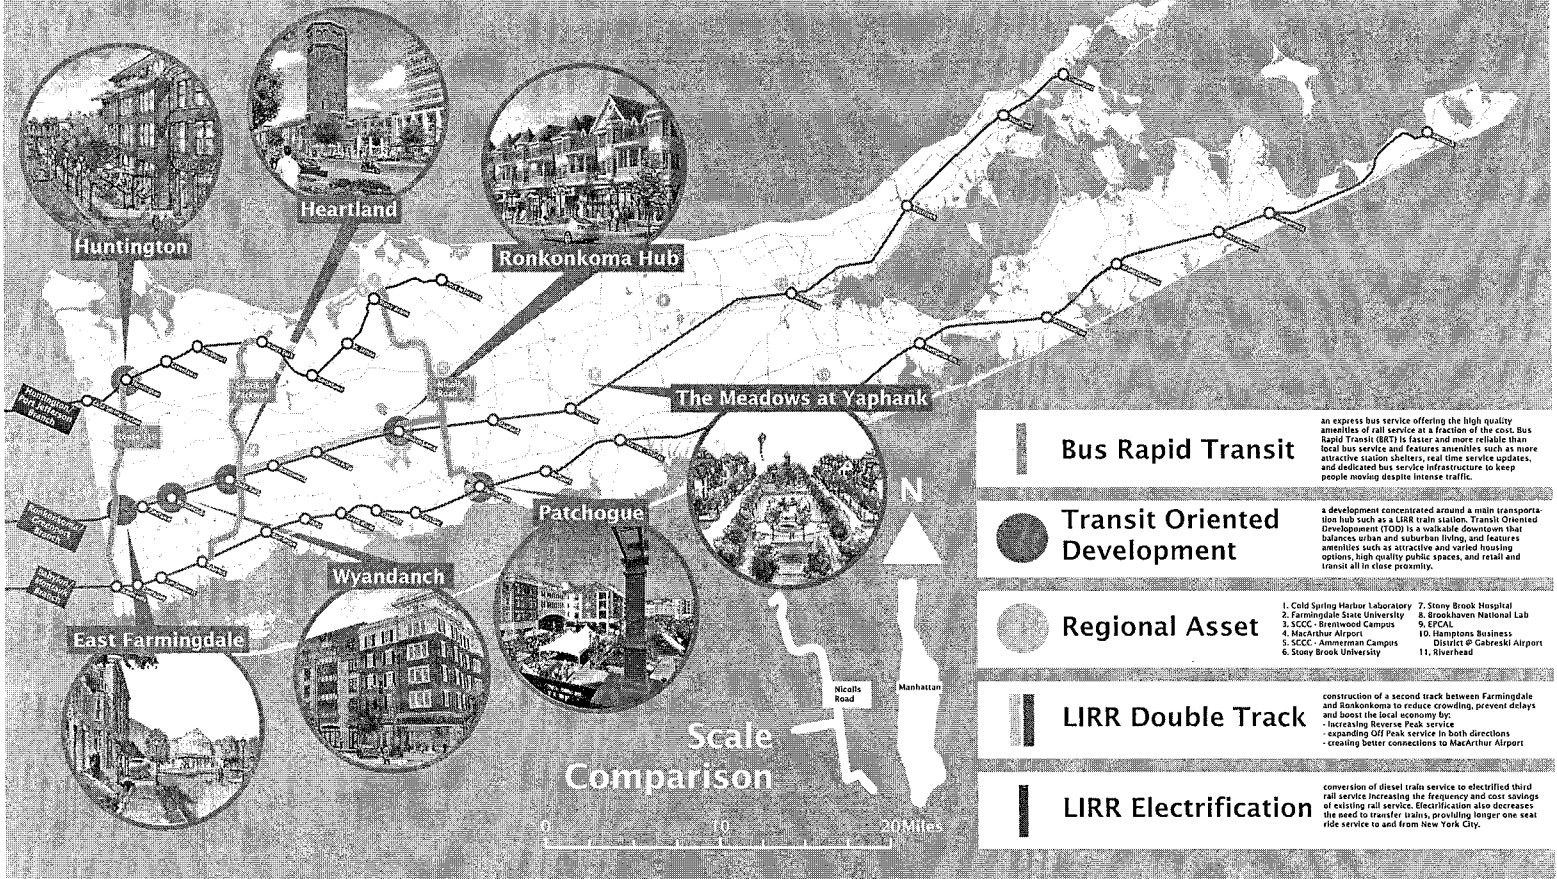 Huntington
Heartland
Ronkonkoma Hub
The Meadows at Yaphank
Patchogue
Wyandanch
East Farmingdale
Huntington/
Port Jefferson
Branch
Nicolls
Road
N
Bus Rapid Transit
an express bus service offering the high quality
amenities of rail service at a fraction of the cost. Bus
Rapid Transit (BRT) is faster and more reliable than
local bus service and features amenities such as more
attractive station shelters, real time service updates,
and dedicated bus service infrastructure to keep
people moving despite intense traffic.
Transit Oriented
Development
a development concentrated around a main transporta-
tion hub such as a LIRR train station. Transit Oriented
Development (TOD) is a walkable downtown that
balances urban and suburban living, and features
amenities such as attractive and varied housing
options, high quality public spaces, and retail and
transit all in close proximity.
Regional Asset
1. Cold Spring Harbor Laboratory
2. Farmingdale State University
3. SCCC - Brentwood Campus
4. MacArthur Airport
5. SCCC - Ammerman Campus
6. Stony Brook University
7. Stony Brook Hospital
8. Brookhaven National Lab
9. EPCAL
10. Hamptons Business
District @ Gabreski Airport
11, Riverhead
LIRR Double Track
construction of a second track between Farmingdale
and Ronkonkoma to reduce crowding, prevent delays
and boost the local economy by:
- increasing Reverse Peak service
- expanding Off Peak service in both directions
- creating better connections to MacArthur Airport
LIRR Electrification
conversion of diesel train service to electrified third
rail service increasing the frequency and cost savings
of existing rail service. Electrification also decreases
the need to transfer trains, providing longer one seat
ride service to and from New York City.
Nicolls
Road
Manhattan
Scale
Comparison
0 10 20Miles